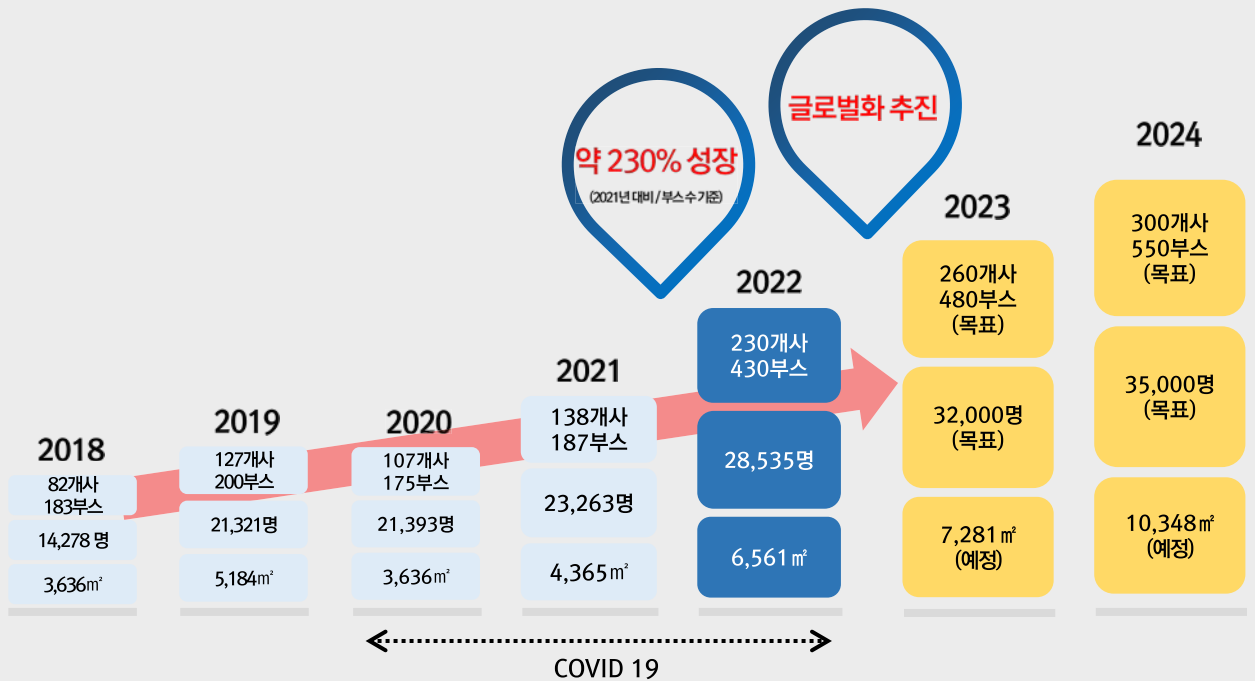 약 230% 성장
(2021년 대비 / 부스 수 기준)
글로벌화 추진
2018
82개사
183부스
14,278 명
3,636㎡
2019
127개사
200부스
21,321명
5,184㎡
2020
107개사
175부스
21,393명
3,636㎡
2021
138개사
187부스
23,263명
4,365㎡
2022
230개사
430부스
28,535명
6,561㎡
2023
260개사
480부스
(목표)
32,000명
(목표)
7,281㎡
(예정)
2024
300개사
550부스
(목표)
35,000명
(목표)
10,348㎡
(예정)
COVID 19